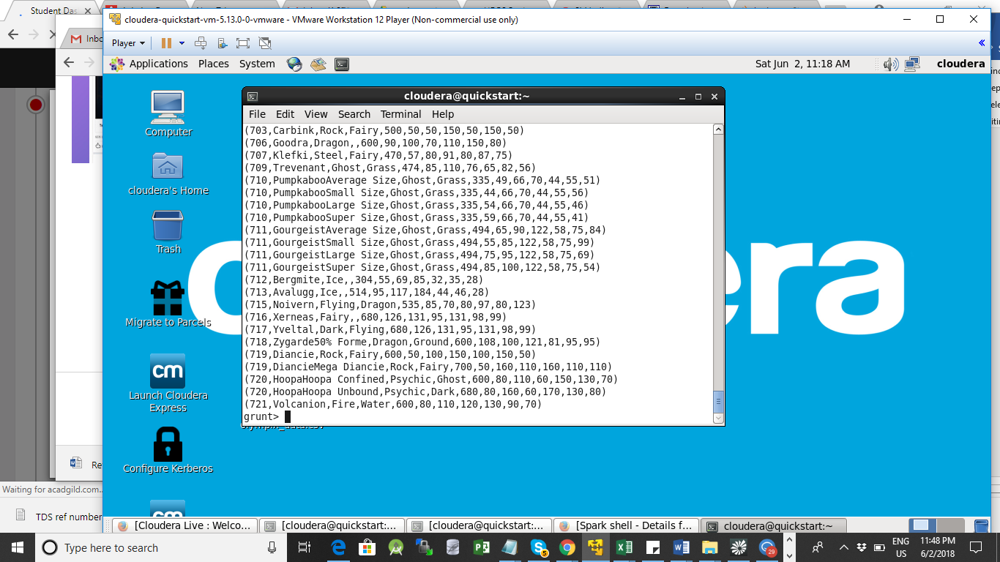 Student Das
cloudera-quickstart-vm-5.13.0-0-vmware - VMware Workstation 12 Player (Non-commercial use only)
Inbo
Player
Applications Places System
Sat Jun 2, 11:18 AM
cloudera
cloudera@quickstart:~
File Edit View Search Terminal Help
(703,Carbink,Rock,Fairy,500,50,50,150,50,150,50)
(706,Goodra,Dragon,,600,90,100,70,110,150,80)
(707,Klefki,Steel,Fairy,470,57,80,91,80,87,75)
(709,Trevenant,Ghost,Grass,474,85,110,76,65,82,56)
(710,PumpkabooAverage Size,Ghost,Grass,335,49,66,70,44,55,51)
(710,PumpkabooSmall Size,Ghost,Grass,335,44,66,70,44,55,56)
(710,PumpkabooLarge Size,Ghost,Grass,335,54,66,70,44,55,46)
(710,PumpkabooSuper Size,Ghost,Grass,335,59,66,70,44,55,41)
(711,GourgeistAverage Size,Ghost,Grass,494,65,90,122,58,75,84)
(711,GourgeistSmall Size,Ghost,Grass,494,55,85,122,58,75,99)
(711,GourgeistLarge Size,Ghost,Grass,494,75,95,122,58,75,69)
(711,GourgeistSuper Size,Ghost,Grass,494,85,100,122,58,75,54)
(712,Bergmite,Ice,,304,55,69,85,32,35,28)
(713,Avalugg,Ice,,514,95,117,184,44,46,28)
(715,Noivern,Flying,Dragon,535,85,70,80,97,80,123)
(716,Xerneas,Fairy,,680,126,131,95,131,98,99)
(717,Yveltal,Dark,Flying,680,126,131,95,131,98,99)
(718,Zygarde50% Forme,Dragon,Ground,600,108,100,121,81,95,95)
(719,Diancie,Rock,Fairy,600,50,100,150,100,150,50)
(719,DiancieMega Diancie,Rock,Fairy,700,50,160,110,160,110,110)
(720,HoopaHoopa Confined,Psychic,Ghost,600,80,110,60,150,130,70)
(720,HoopaHoopa Unbound,Psychic,Dark,680,80,160,60,170,130,80)
(721,Volcanion,Fire,Water,600,80,110,120,130,90,70)
grunt>
Computer
cloudera's Home
Trash
Migrate to Parcels
cm
Launch Cloudera
Express
Configure Kerberos
cm
era
Re
Waiting for acadgild.com...
TDS ref number
[Cloudera Live : Welco...
[cloudera@quickstart:...
[cloudera@quickstart:...
[Spark shell - Details f...
cloudera@quickstart:~
Type here to search
5
29
ENG
US
11:48 PM
6/2/2018